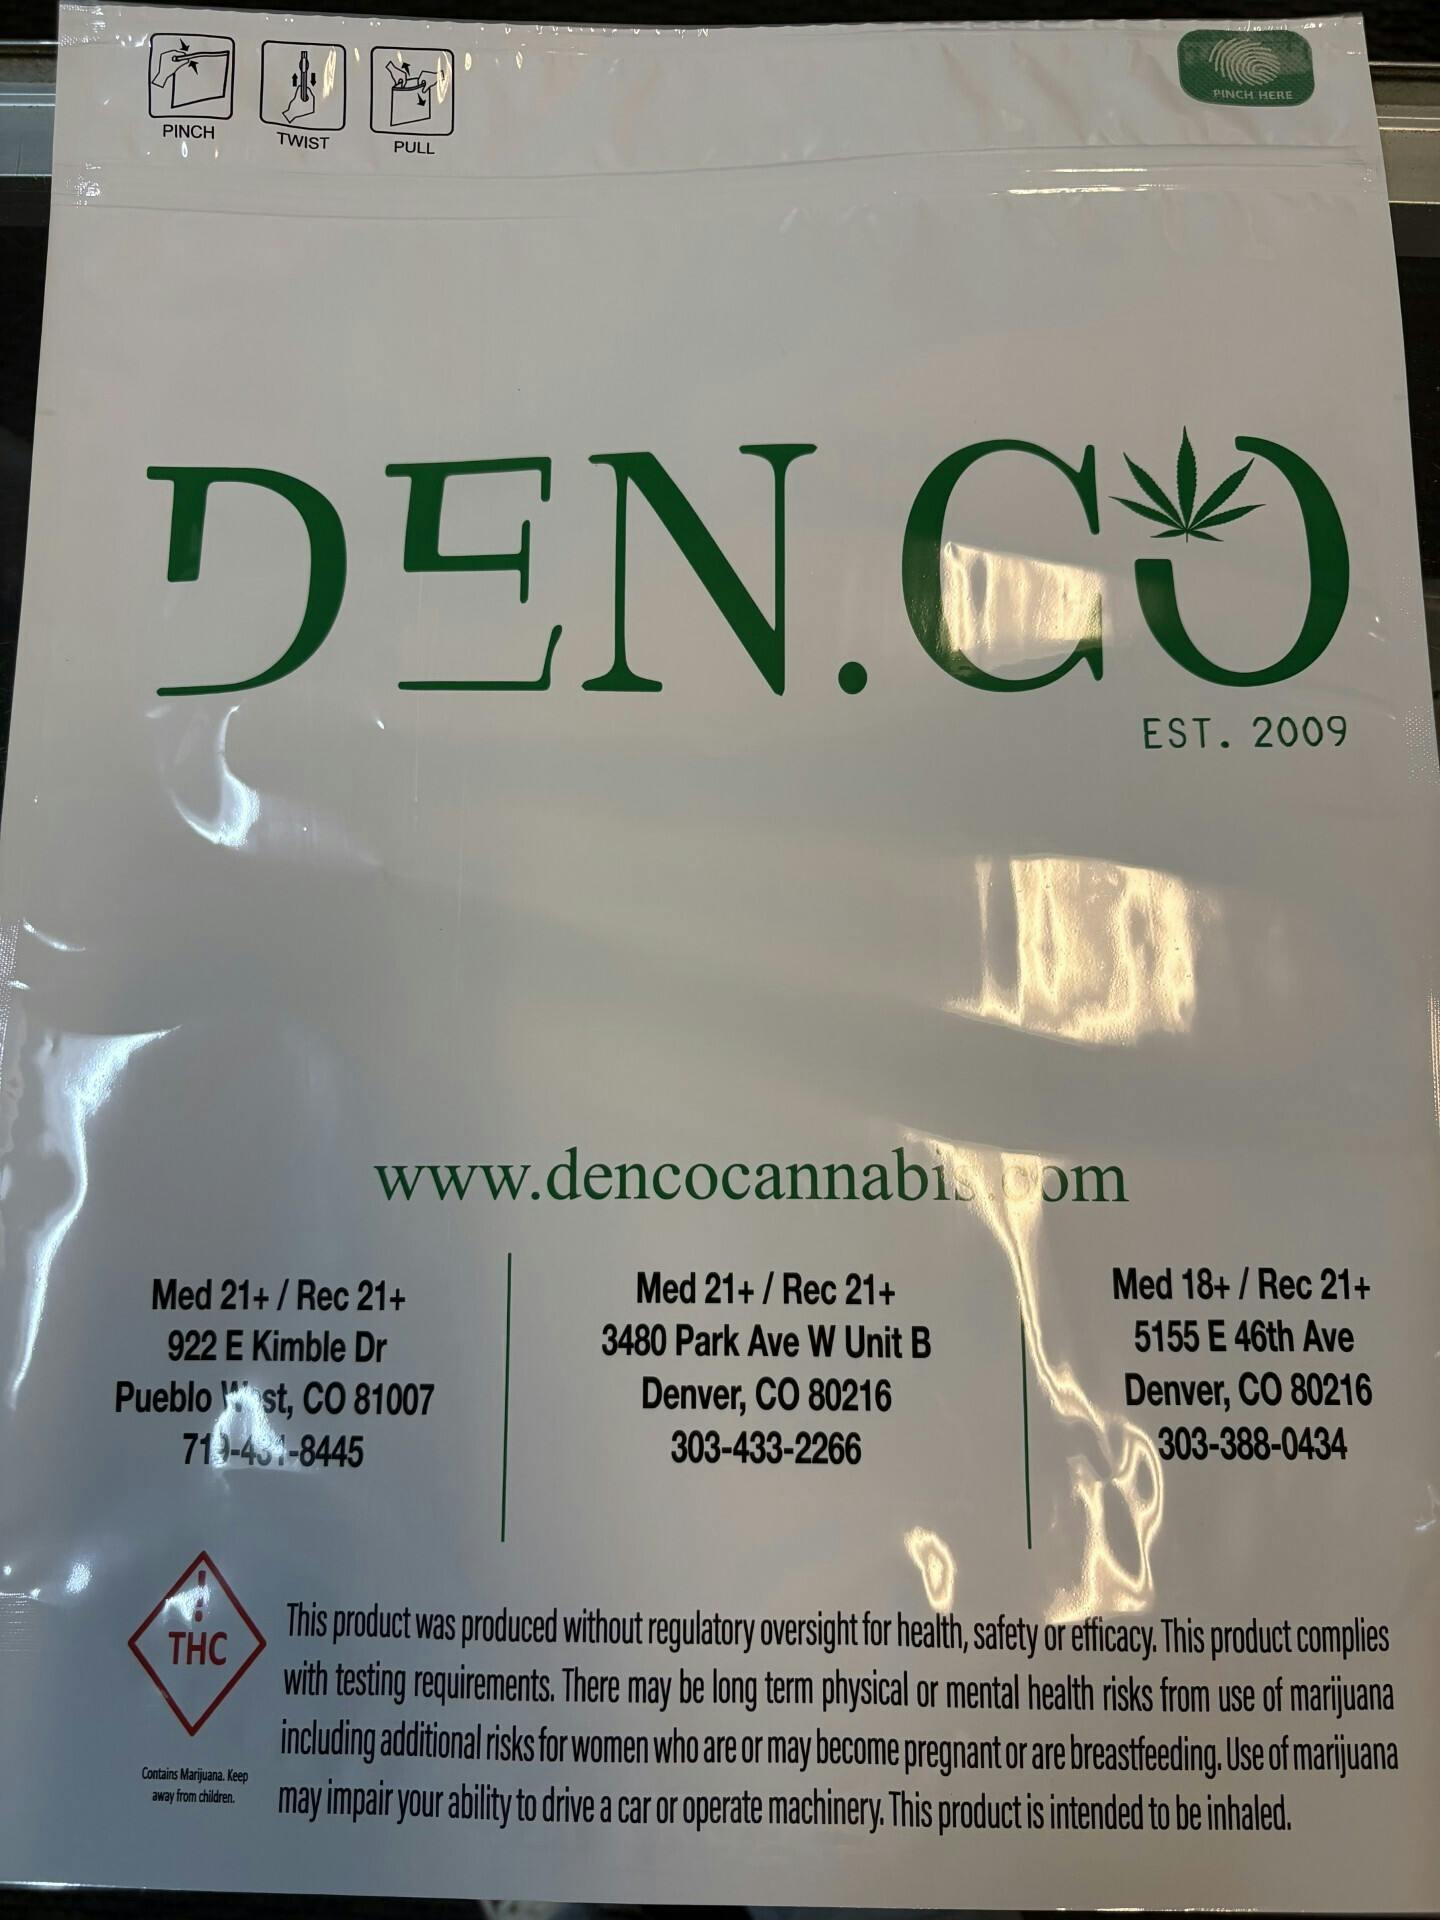 PINCH TWIST PULL
PINCH HERE
DEN.CO
EST. 2009
www.dencocannabis.com
Med 21+ / Rec 21+
922 E Kimble Dr
Pueblo West, CO 81007
719-431-8445
Med 21+ / Rec 21+
3480 Park Ave W Unit B
Denver, CO 80216
303-433-2266
Med 18+ / Rec 21+
5155 E 46th Ave
Denver, CO 80216
303-388-0434
!
THC
Contains Marijuana. Keep
away from children.
This product was produced without regulatory oversight for health, safety or efficacy. This product complies
with testing requirements. There may be long term physical or mental health risks from use of marijuana
including additional risks for women who are or may become pregnant or are breastfeeding. Use of marijuana
may impair your ability to drive a car or operate machinery. This product is intended to be inhaled.